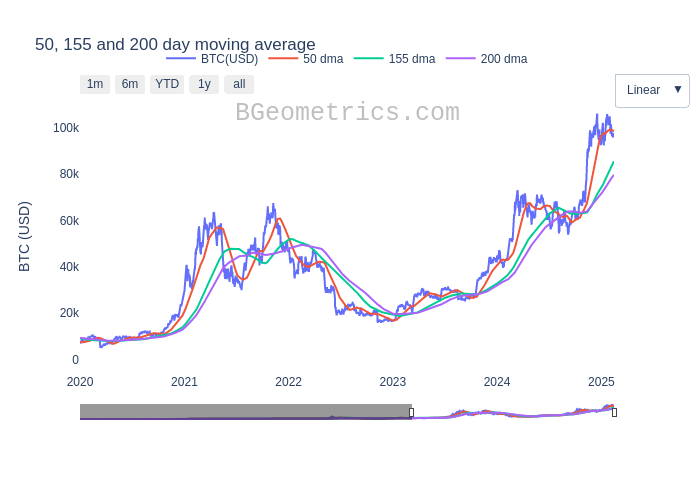 50, 155 and 200 day moving average
BTC(USD) 50 dma 155 dma 200 dma
1m 6m YTD 1y all
Linear ▼
BGeometrics.com
100k
80k
60k
40k
20k
0
BTC (USD)
2020 2021 2022 2023 2024 2025